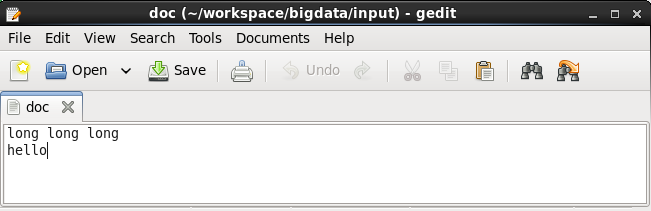 doc (~/workspace/bigdata/input) - gedit
File Edit View Search Tools Documents Help
Open Save Undo
doc
long long long
hello